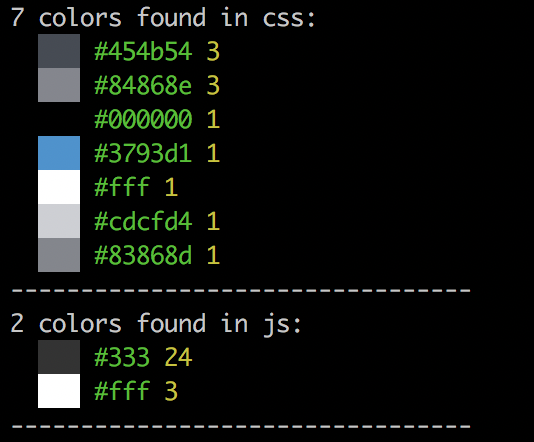 7 colors found in css:
#454b54 3
#84868e 3
#000000 1
#3793d1 1
#fff 1
#cdcfd4 1
#83868d 1
---------------------------------
2 colors found in js:
#333 24
#fff 3
---------------------------------